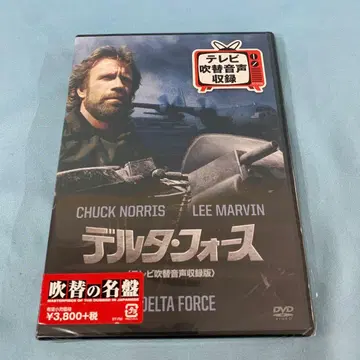 テレビ
吹替音声
収録
CHUCK NORRIS LEE MARVIN
デルタ・フォース
〈テレビ吹替音声収録版〉
DELTA FORCE
吹替の名盤
¥3,800+税
DVD